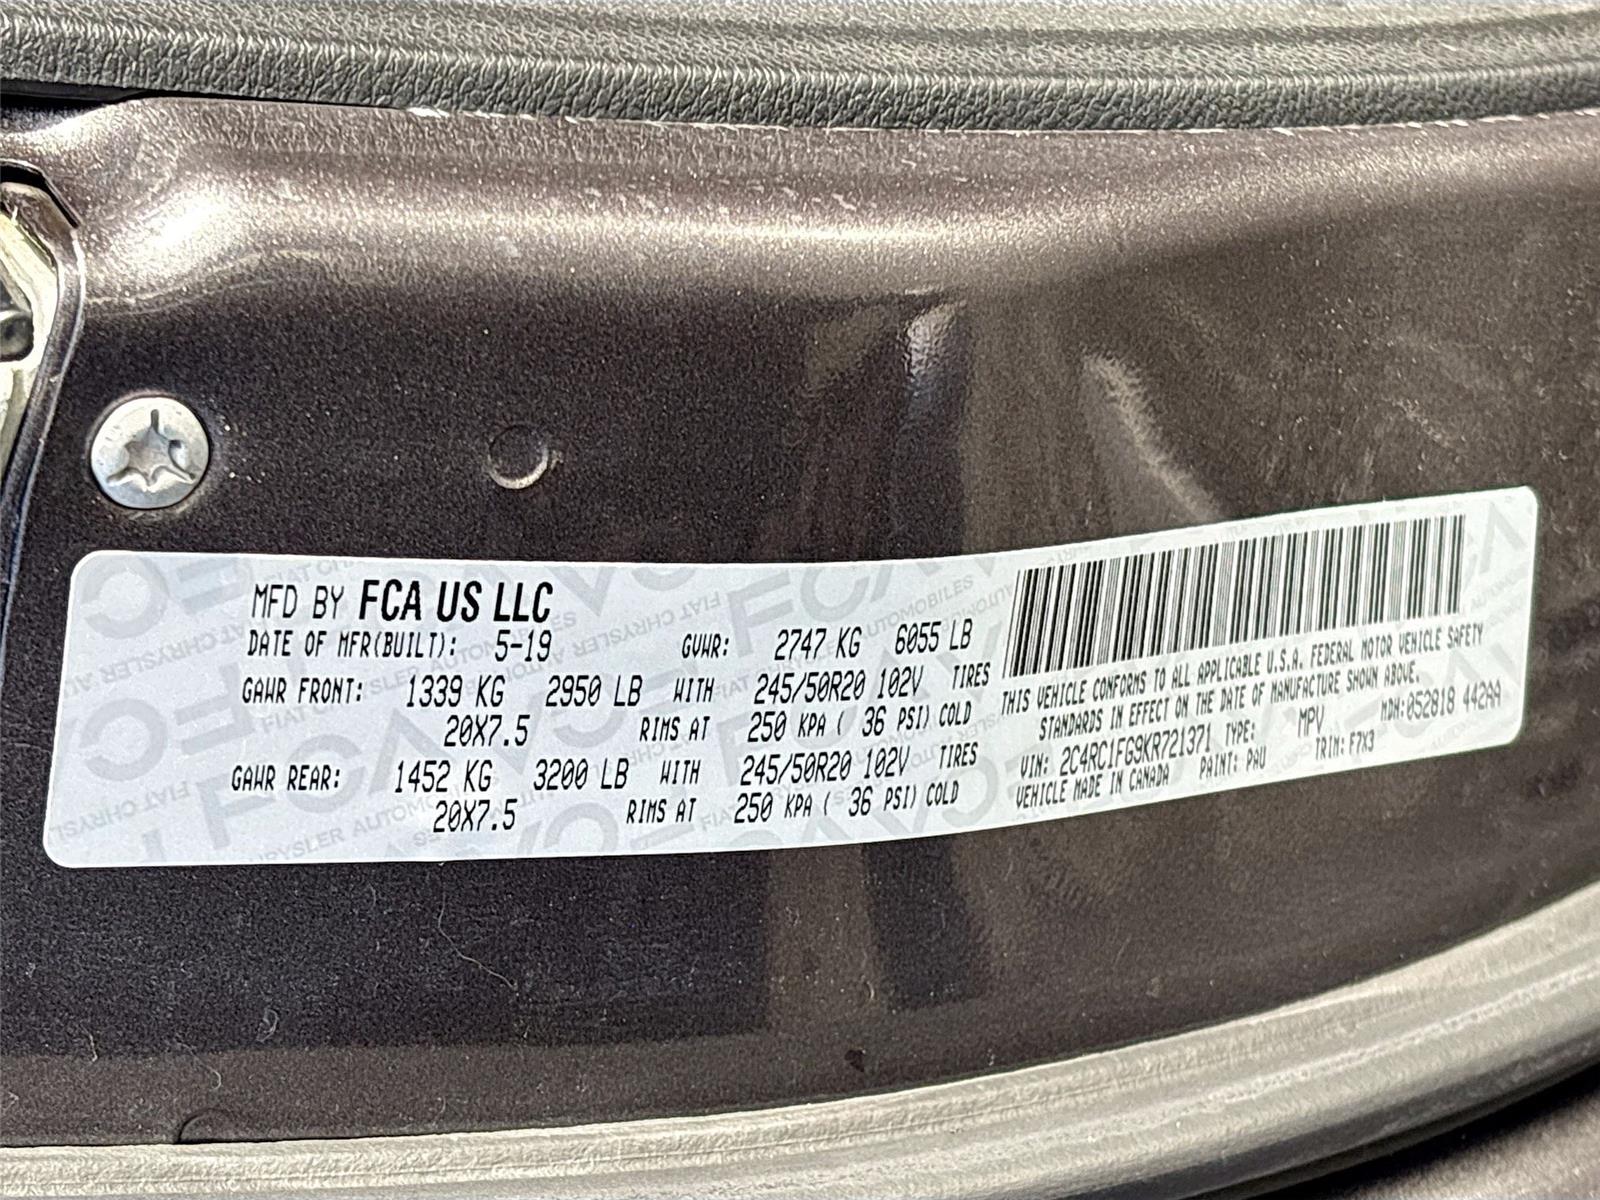 MFD BY FCA US LLC
DATE OF MFR(BUILT): 5-19 GVWR: 2747 KG 6055 LB
GAWR FRONT: 1339 KG 2950 LB WITH 245/50R20 102V TIRES
20X7.5 RIMS AT 250 KPA ( 36 PSI) COLD
GAWR REAR: 1452 KG 3200 LB WITH 245/50R20 102V TIRES
20X7.5 RIMS AT 250 KPA ( 36 PSI) COLD
THIS VEHICLE CONFORMS TO ALL APPLICABLE U.S.A. FEDERAL MOTOR VEHICLE SAFETY
STANDARDS IN EFFECT ON THE DATE OF MANUFACTURE SHOWN ABOVE.
VIN: 2C4RC1FG9KR721371 TYPE: MPV MDH:052818 442AA
VEHICLE MADE IN CANADA PAINT: PAU TRIM: F7X3